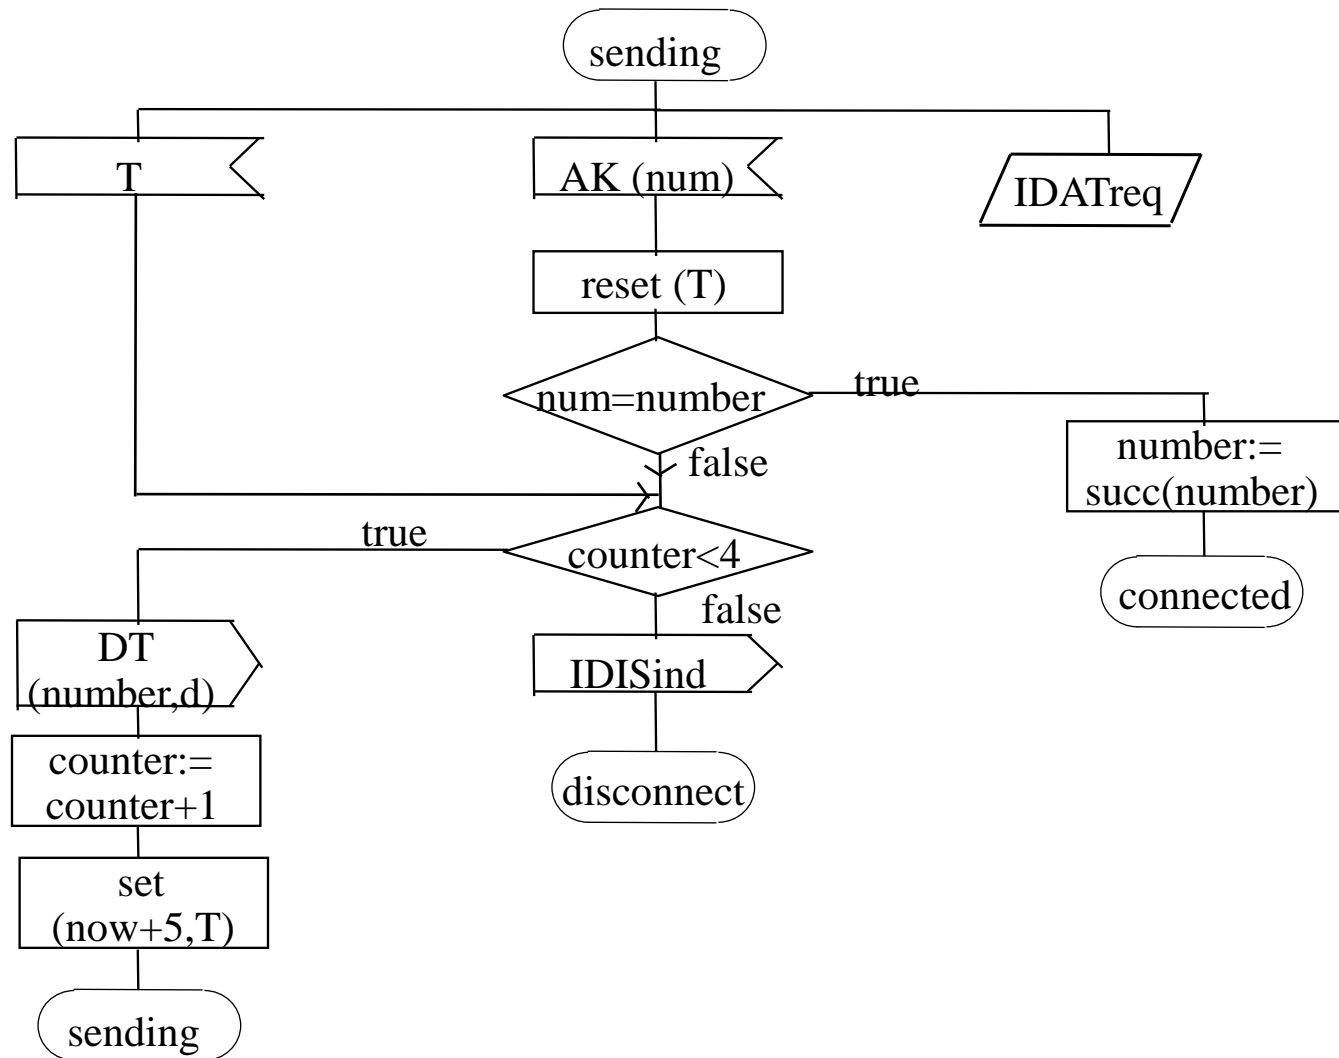 sending
T
AK (num)
IDATreq
reset (T)
num=number
true
number:=
succ(number)
false
connected
true
counter<4
false
DT
(number,d)
IDISind
counter:=
counter+1
disconnect
set
(now+5,T)
sending